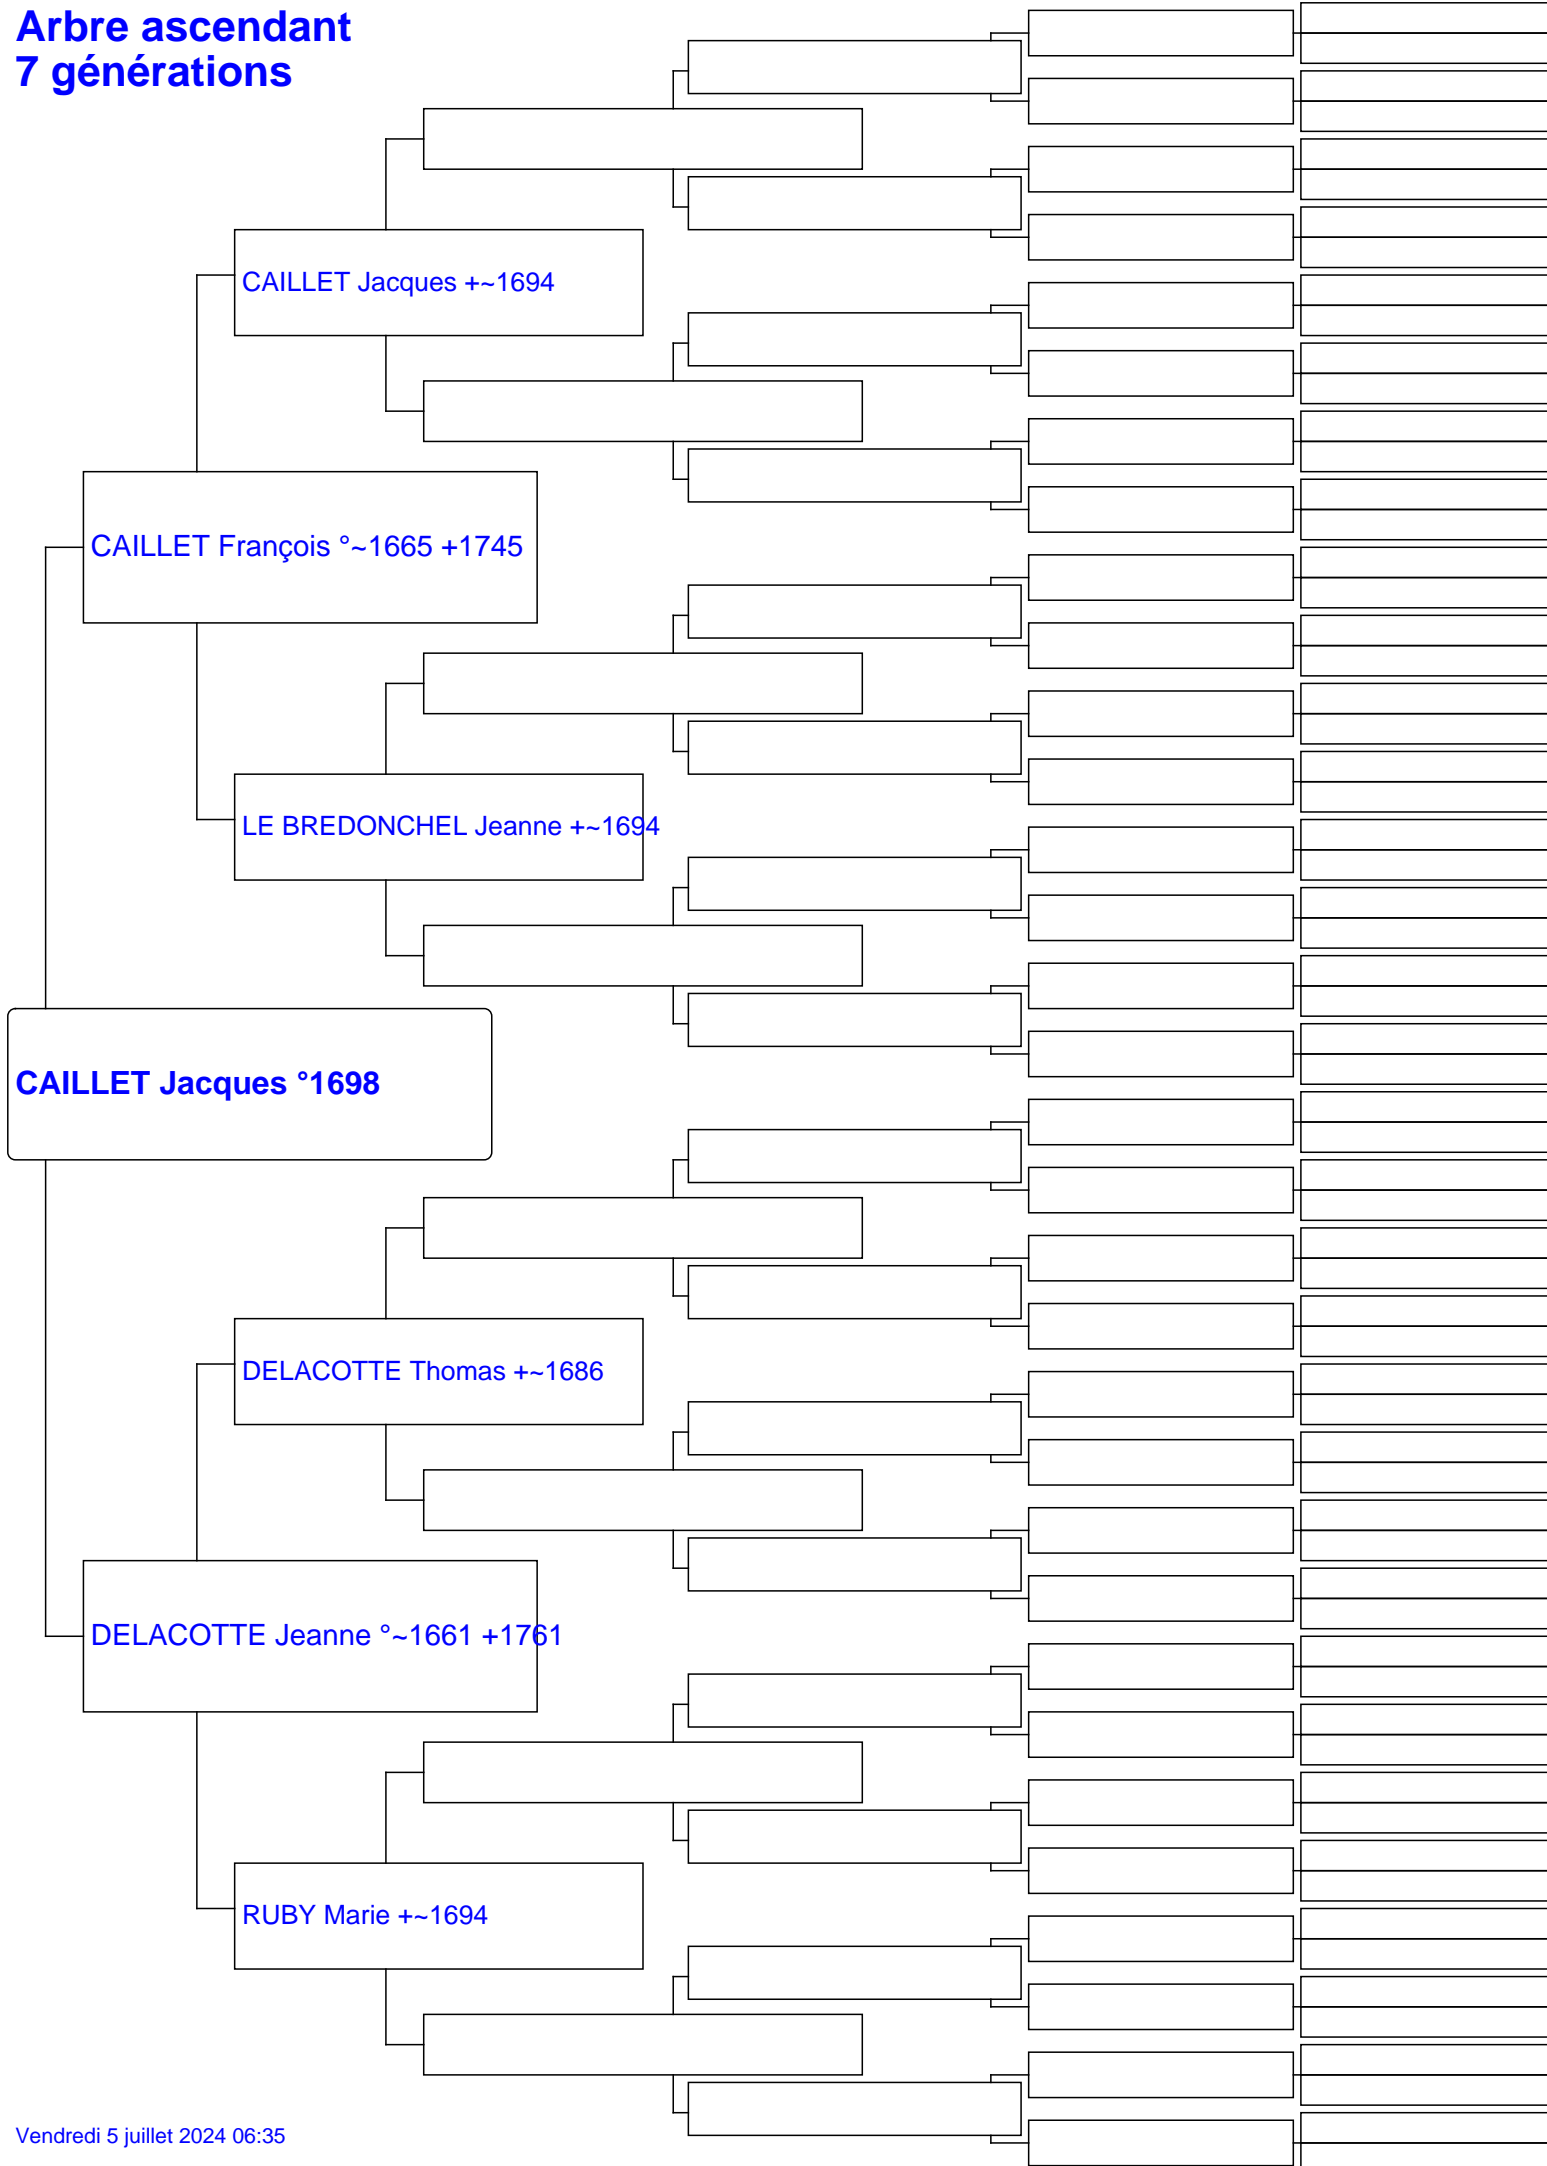 Arbre ascendant
7 générations
CAILLET Jacques +~1694
CAILLET François °~1665 +1745
LE BREDONCHEL Jeanne +~1694
CAILLET Jacques °1698
DELACOTTE Thomas +~1686
DELACOTTE Jeanne °~1661 +1761
RUBY Marie +~1694
Vendredi 5 juillet 2024 06:35